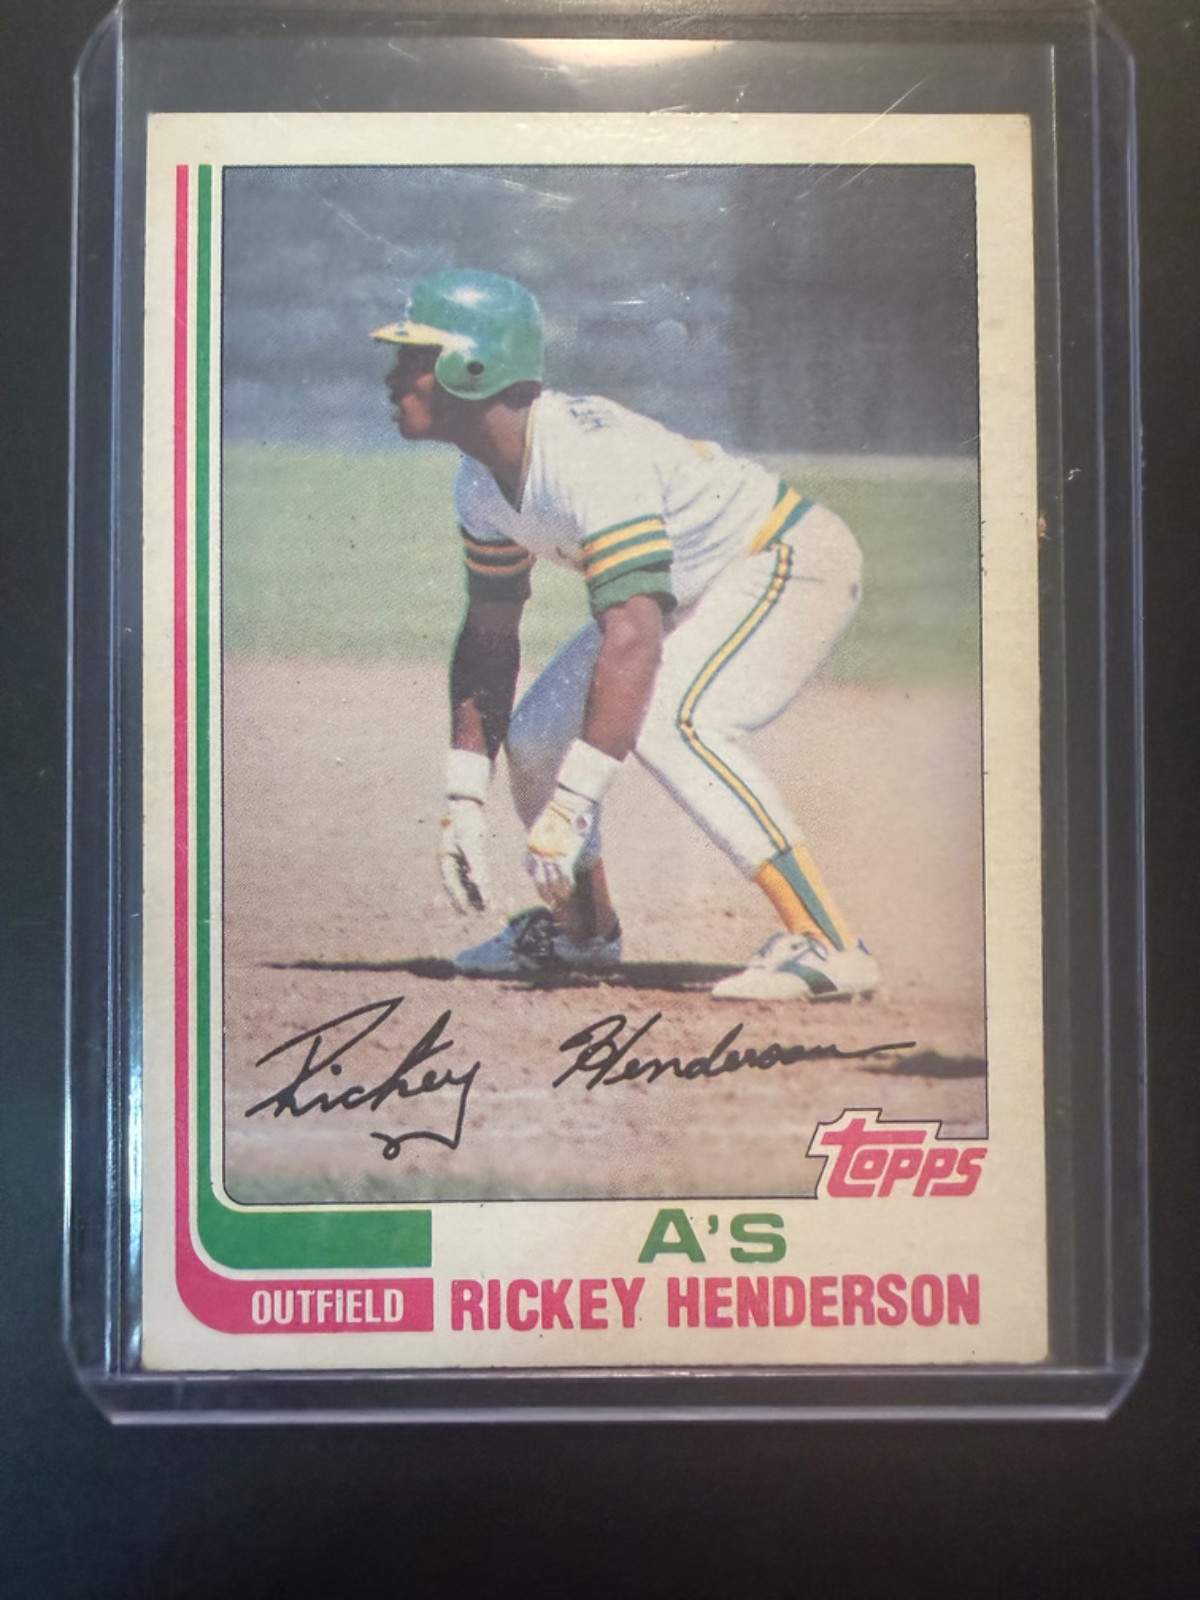 Rickey Henderson
topps
A'S
OUTFIELD RICKEY HENDERSON